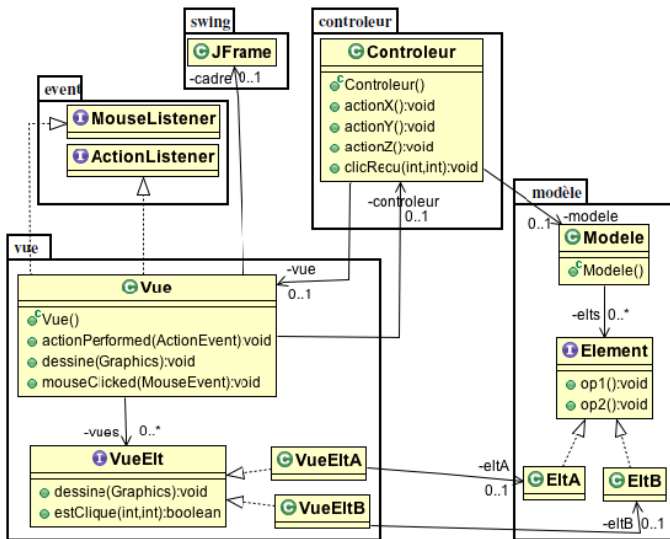 swing
C JFrame
-cadre 0..1
controleur
C Controleur
c Controleur()
actionX():void
actionY():void
actionZ():void
clicRecu(int,int):void
event
I MouseListener
I ActionListener
-controleur
0..1
modèle
-modele
0..1
C Modele
c Modele()
-elts 0..*
I Element
op1():void
op2():void
C EltA
C EltB
vue
C Vue
c Vue()
actionPerformed(ActionEvent):void
dessine(Graphics):void
mouseClicked(MouseEvent):void
-vue
0..1
-vues 0..*
I VueElt
dessine(Graphics):void
estClique(int,int):boolean
C VueEltA
C VueEltB
-eltA
0..1
-eltB 0..1